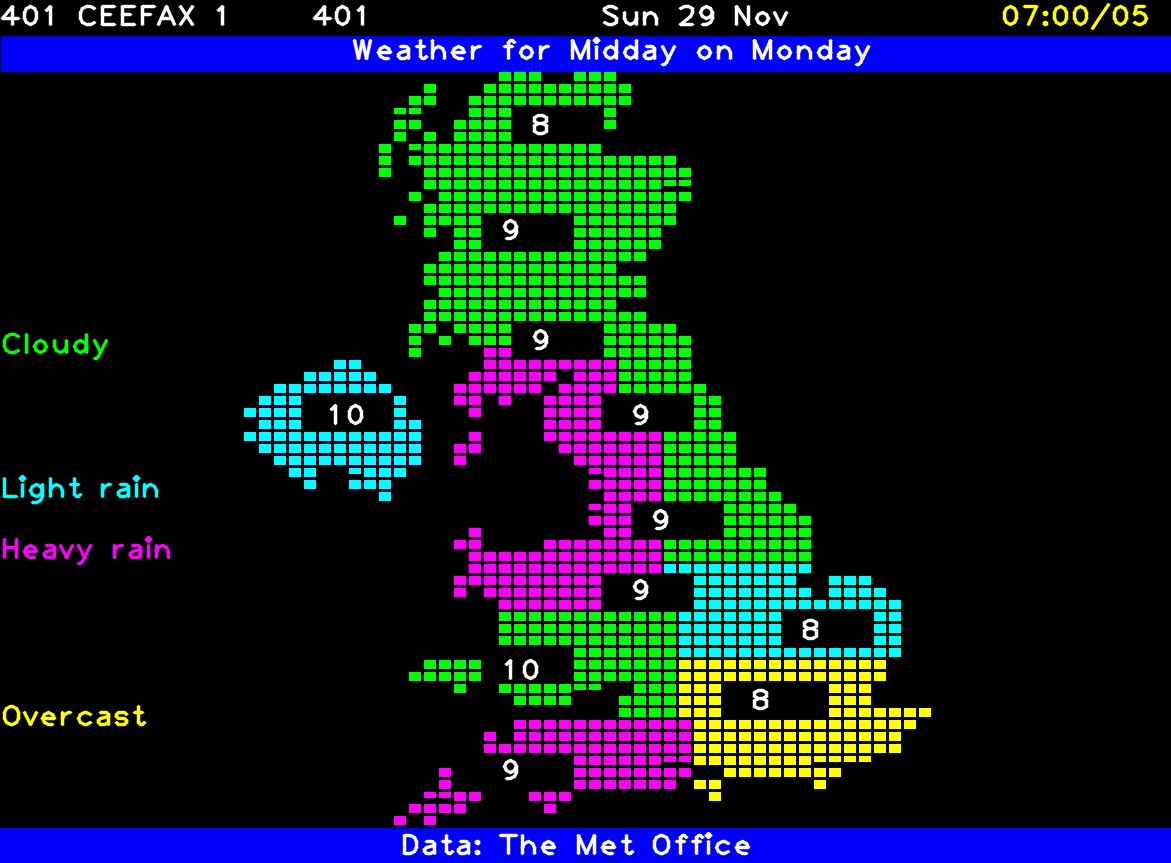 401 CEEFAX 1 401 Sun 29 Nov 07:00/05
Weather for Midday on Monday
8
9
9
Cloudy
10 9
Light rain
9
Heavy rain
9
8
10
8
Overcast
9
Data: The Met Office